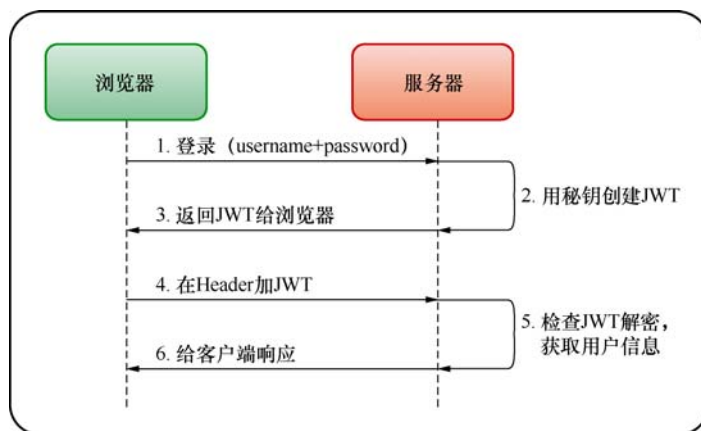 浏览器
服务器
1. 登录（username+password）
2. 用秘钥创建JWT
3. 返回JWT给浏览器
4. 在Header加JWT
5. 检查JWT解密，
获取用户信息
6. 给客户端响应